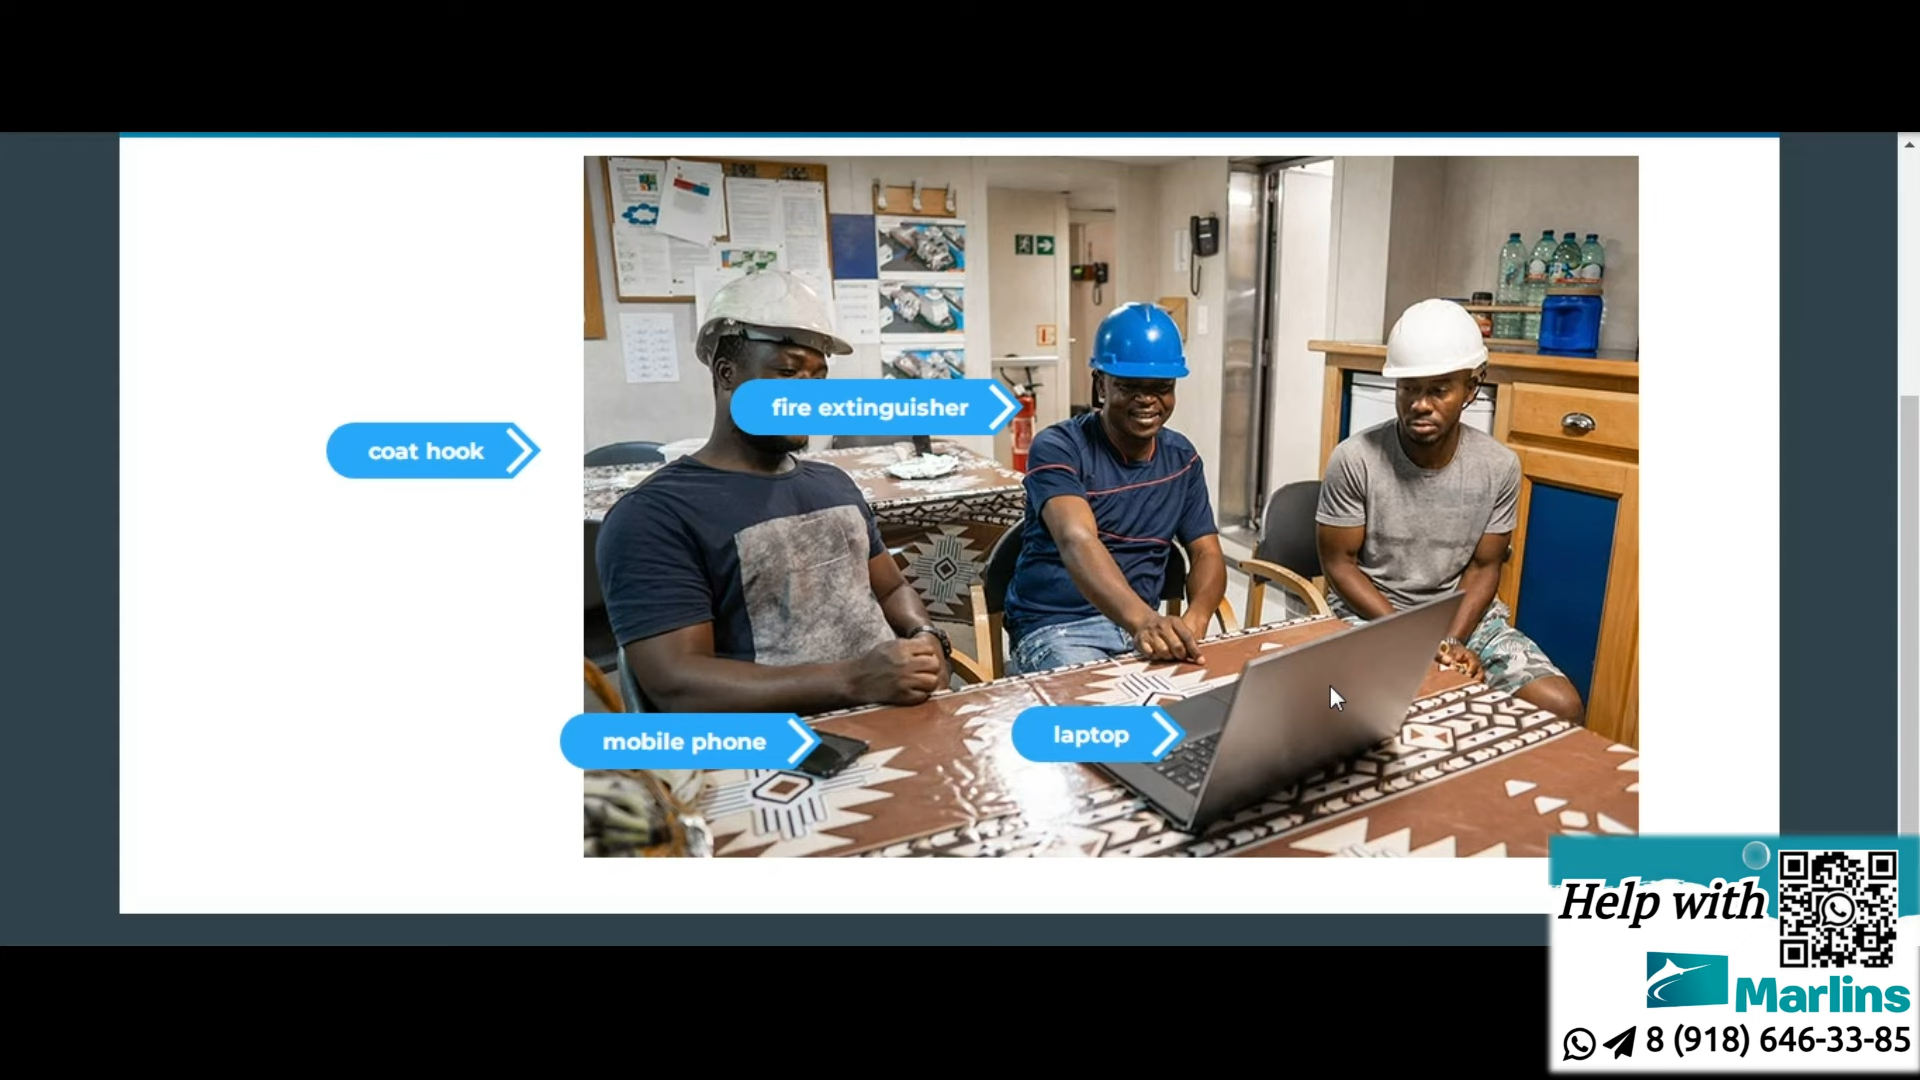 fire extinguisher
coat hook
mobile phone
laptop
Help with
Marlins
8 (918) 646-33-85